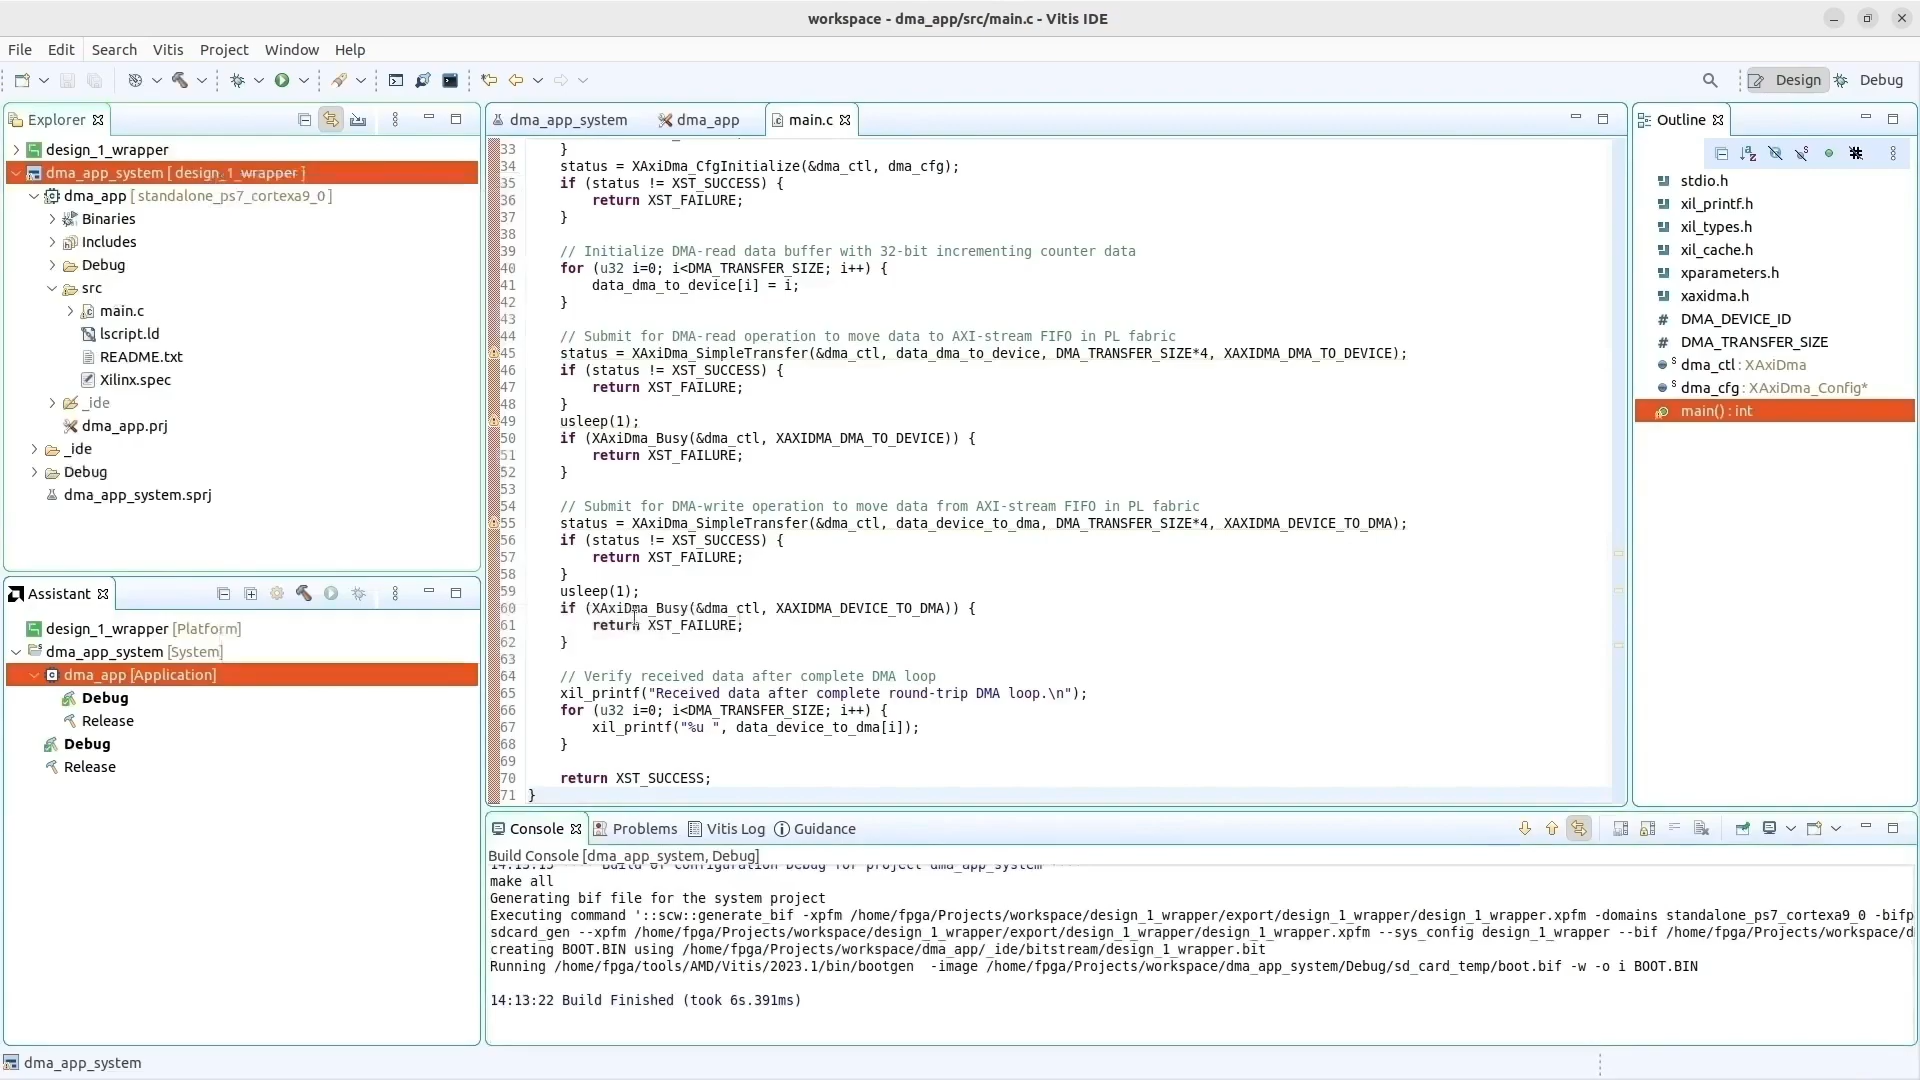 workspace - dma_app/src/main.c - Vitis IDE
File Edit Search Vitis Project Window Help
Design Debug
Explorer
design_1_wrapper
dma_app_system [ design_1_wrapper ]
dma_app [ standalone_ps7_cortexa9_0 ]
Binaries
Includes
Debug
src
main.c
lscript.ld
README.txt
Xilinx.spec
_ide
dma_app.prj
_ide
Debug
dma_app_system.sprj
Assistant
design_1_wrapper [Platform]
dma_app_system [System]
dma_app [Application]
Debug
Release
Debug
Release
dma_app_system dma_app main.c
33 }
34 status = XAxiDma_CfgInitialize(&dma_ctl, dma_cfg);
35 if (status != XST_SUCCESS) {
36 return XST_FAILURE;
37 }
38
39 // Initialize DMA-read data buffer with 32-bit incrementing counter data
40 for (u32 i=0; i<DMA_TRANSFER_SIZE; i++) {
41 data_dma_to_device[i] = i;
42 }
43
44 // Submit for DMA-read operation to move data to AXI-stream FIFO in PL fabric
45 status = XAxiDma_SimpleTransfer(&dma_ctl, data_dma_to_device, DMA_TRANSFER_SIZE*4, XAXIDMA_DMA_TO_DEVICE);
46 if (status != XST_SUCCESS) {
47 return XST_FAILURE;
48 }
49 usleep(1);
50 if (XAxiDma_Busy(&dma_ctl, XAXIDMA_DMA_TO_DEVICE)) {
51 return XST_FAILURE;
52 }
53
54 // Submit for DMA-write operation to move data from AXI-stream FIFO in PL fabric
55 status = XAxiDma_SimpleTransfer(&dma_ctl, data_device_to_dma, DMA_TRANSFER_SIZE*4, XAXIDMA_DEVICE_TO_DMA);
56 if (status != XST_SUCCESS) {
57 return XST_FAILURE;
58 }
59 usleep(1);
60 if (XAxiDma_Busy(&dma_ctl, XAXIDMA_DEVICE_TO_DMA)) {
61 return XST_FAILURE;
62 }
63
64 // Verify received data after complete DMA loop
65 xil_printf("Received data after complete round-trip DMA loop.\n");
66 for (u32 i=0; i<DMA_TRANSFER_SIZE; i++) {
67 xil_printf("%u ", data_device_to_dma[i]);
68 }
69
70 return XST_SUCCESS;
71 }
Outline
stdio.h
xil_printf.h
xil_types.h
xil_cache.h
xparameters.h
xaxidma.h
DMA_DEVICE_ID
DMA_TRANSFER_SIZE
dma_ctl : XAxiDma
dma_cfg : XAxiDma_Config*
main() : int
Console Problems Vitis Log Guidance
Build Console [dma_app_system, Debug]
Build of configuration Debug for project dma_app_system
make all
Generating bif file for the system project
Executing command '::scw::generate_bif -xpfm /home/fpga/Projects/workspace/design_1_wrapper/export/design_1_wrapper/design_1_wrapper.xpfm -domains standalone_ps7_cortexa9_0 -bifp
sdcard_gen --xpfm /home/fpga/Projects/workspace/design_1_wrapper/export/design_1_wrapper/design_1_wrapper.xpfm --sys_config design_1_wrapper --bif /home/fpga/Projects/workspace/d
creating BOOT.BIN using /home/fpga/Projects/workspace/dma_app/_ide/bitstream/design_1_wrapper.bit
Running /home/fpga/tools/AMD/Vitis/2023.1/bin/bootgen -image /home/fpga/Projects/workspace/dma_app_system/Debug/sd_card_temp/boot.bif -w -o i BOOT.BIN
14:13:22 Build Finished (took 6s.391ms)
dma_app_system